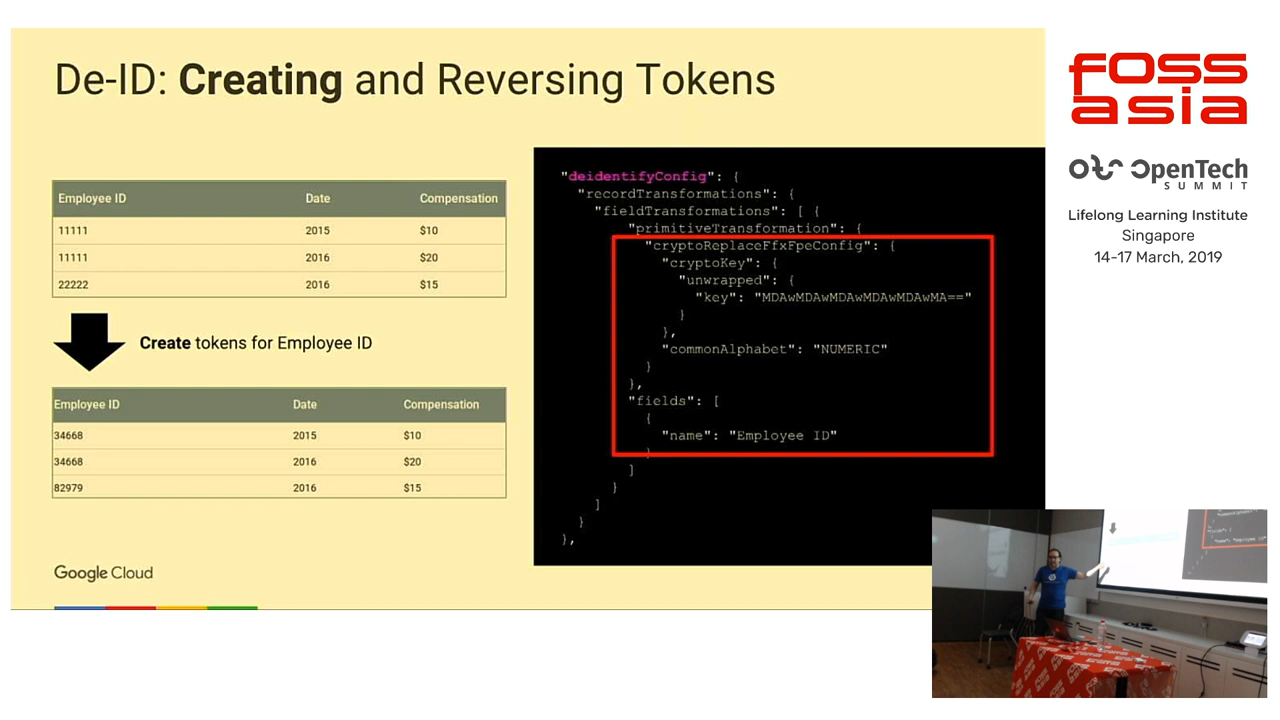 De-ID: Creating and Reversing Tokens
Employee ID Date Compensation
11111 2015 $10
11111 2016 $20
22222 2016 $15
Create tokens for Employee ID
Employee ID Date Compensation
34668 2015 $10
34668 2016 $20
82979 2016 $15
Google Cloud
"deidentifyConfig": {
"recordTransformations": {
"fieldTransformations": [ {
"primitiveTransformation": {
"cryptoReplaceFfxFpeConfig": {
"cryptoKey": {
"unwrapped": {
"key": "MDAwMDAwMDAwMDAwMDAwMA=="
}
},
"commonAlphabet": "NUMERIC"
}
},
"fields": [
{
"name": "Employee ID"
}
]
}
]
}
},
fOSS
asia
OpenTech
SUMMIT
Lifelong Learning Institute
Singapore
14-17 March, 2019